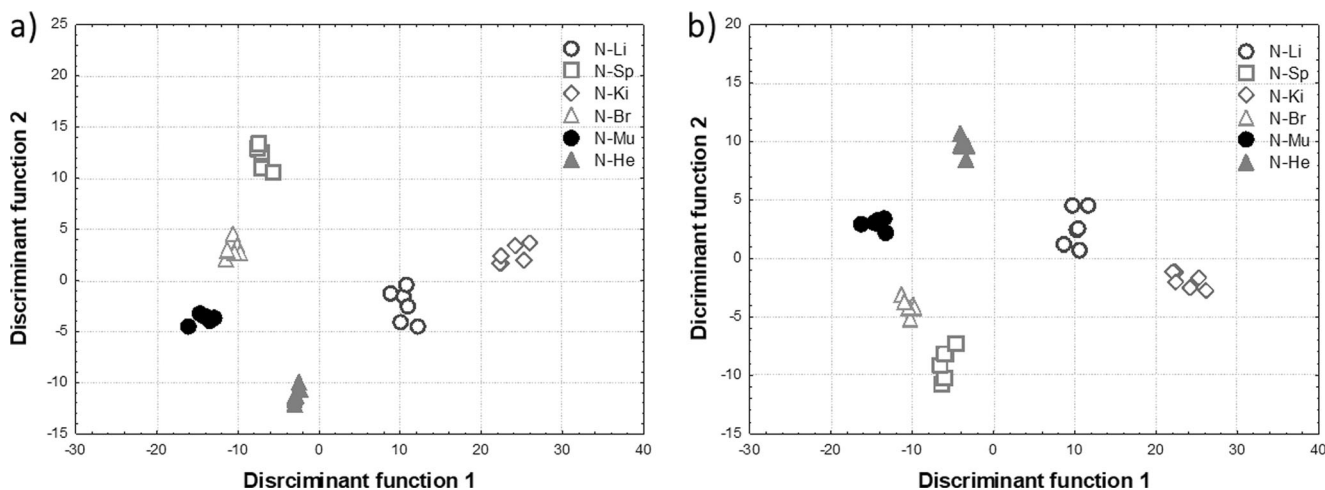 a)
Discriminant function 2
25
20
15
10
5
0
-5
-10
-15
N-Li
N-Sp
N-Ki
N-Br
N-Mu
N-He
-30 -20 -10 0 10 20 30 40
Disrciminant function 1
b)
Dicriminant function 2
20
15
10
5
0
-5
-10
-15
N-Li
N-Sp
N-Ki
N-Br
N-Mu
N-He
-30 -20 -10 0 10 20 30 40
Discriminant function 1